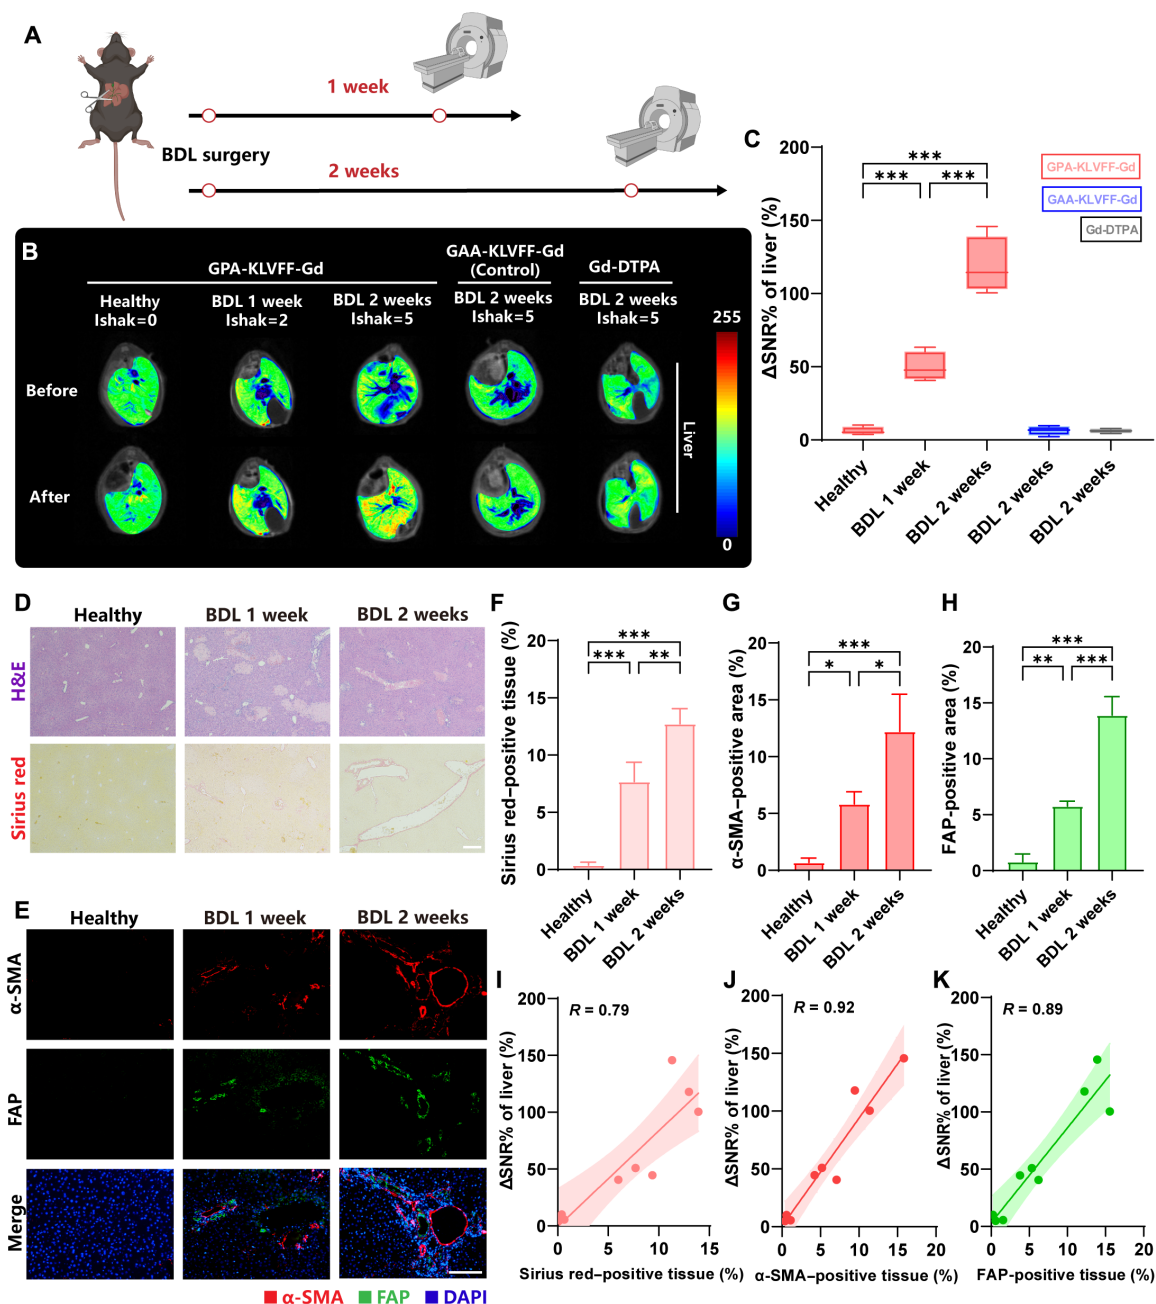 A
1 week
BDL surgery
2 weeks
B
GPA-KLVFF-Gd
GAA-KLVFF-Gd
(Control)
Gd-DTPA
Healthy
Ishak=0
BDL 1 week
Ishak=2
BDL 2 weeks
Ishak=5
BDL 2 weeks
Ishak=5
BDL 2 weeks
Ishak=5
255
Before
After
Liver
0
C
ΔSNR% of liver (%)
200
150
100
50
0
*** 
*** ***
GPA-KLVFF-Gd
GAA-KLVFF-Gd
Gd-DTPA
Healthy
BDL 1 week
BDL 2 weeks
BDL 2 weeks
BDL 2 weeks
D
Healthy
BDL 1 week
BDL 2 weeks
H&E
Sirius red
E
Healthy
BDL 1 week
BDL 2 weeks
α-SMA
FAP
Merge
α-SMA FAP DAPI
F
Sirius red–positive tissue (%)
20
15
10
5
0
***
*** **
Healthy
BDL 1 week
BDL 2 weeks
G
α-SMA–positive area (%)
20
15
10
5
0
***
* *
Healthy
BDL 1 week
BDL 2 weeks
H
FAP-positive area (%)
20
15
10
5
0
***
** ***
Healthy
BDL 1 week
BDL 2 weeks
I
R = 0.79
ΔSNR% of liver (%)
200
150
100
50
0
0 5 10 15
Sirius red–positive tissue (%)
J
R = 0.92
ΔSNR% of liver (%)
200
150
100
50
0
0 5 10 15 20
α-SMA–positive tissue (%)
K
R = 0.89
ΔSNR% of liver (%)
200
150
100
50
0
0 5 10 15 20
FAP-positive tissue (%)